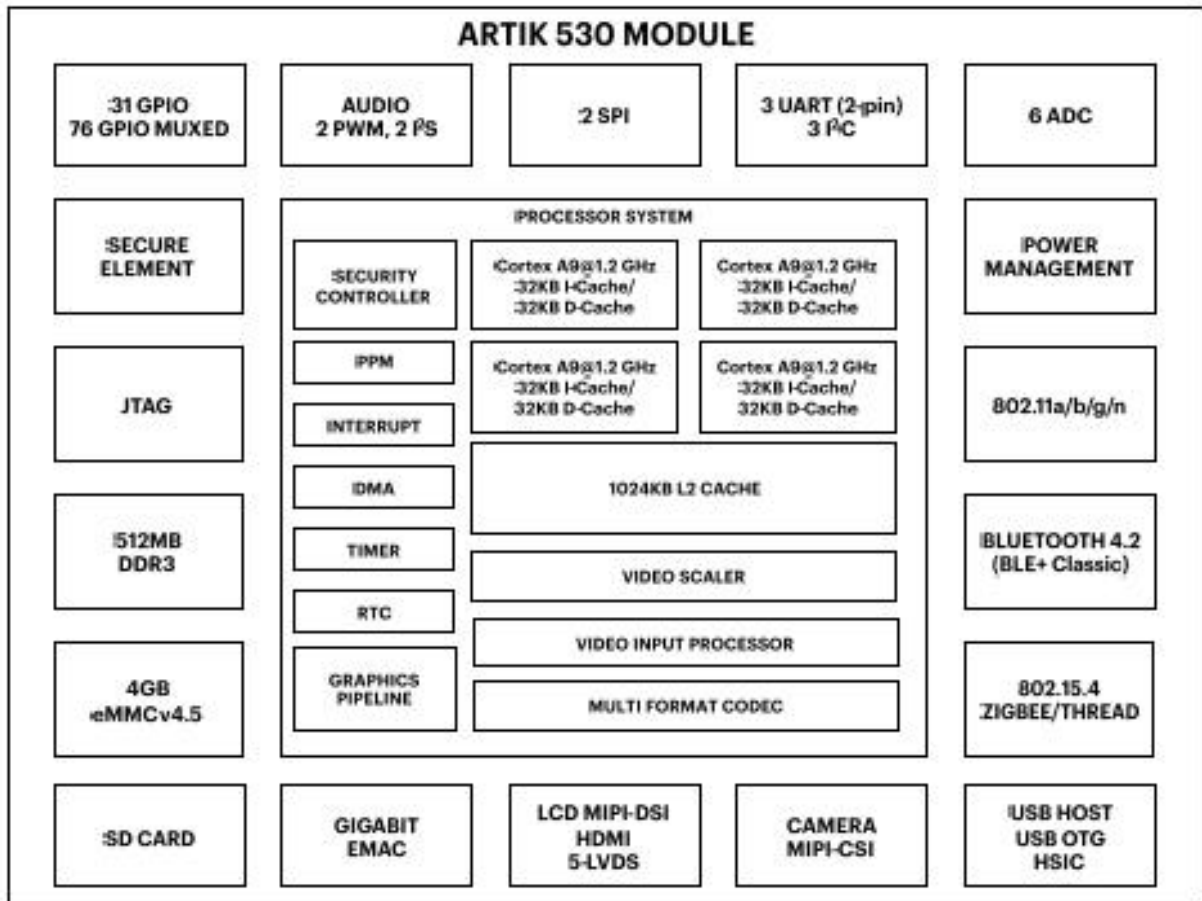 ARTIK 530 MODULE
31 GPIO
76 GPIO MUXED
AUDIO
2 PWM, 2 I²S
2 SPI
3 UART (2-pin)
3 I²C
6 ADC
SECURE
ELEMENT
JTAG
512MB
DDR3
4GB
eMMCv4.5
PROCESSOR SYSTEM
SECURITY
CONTROLLER
PPM
INTERRUPT
DMA
TIMER
RTC
GRAPHICS
PIPELINE
Cortex A9@1.2 GHz
32KB I-Cache/
32KB D-Cache
Cortex A9@1.2 GHz
32KB I-Cache/
32KB D-Cache
Cortex A9@1.2 GHz
32KB I-Cache/
32KB D-Cache
Cortex A9@1.2 GHz
32KB I-Cache/
32KB D-Cache
1024KB L2 CACHE
VIDEO SCALER
VIDEO INPUT PROCESSOR
MULTI FORMAT CODEC
POWER
MANAGEMENT
802.11a/b/g/n
BLUETOOTH 4.2
(BLE+ Classic)
802.15.4
ZIGBEE/THREAD
SD CARD
GIGABIT
EMAC
LCD MIPI-DSI
HDMI
5-LVDS
CAMERA
MIPI-CSI
USB HOST
USB OTG
HSIC